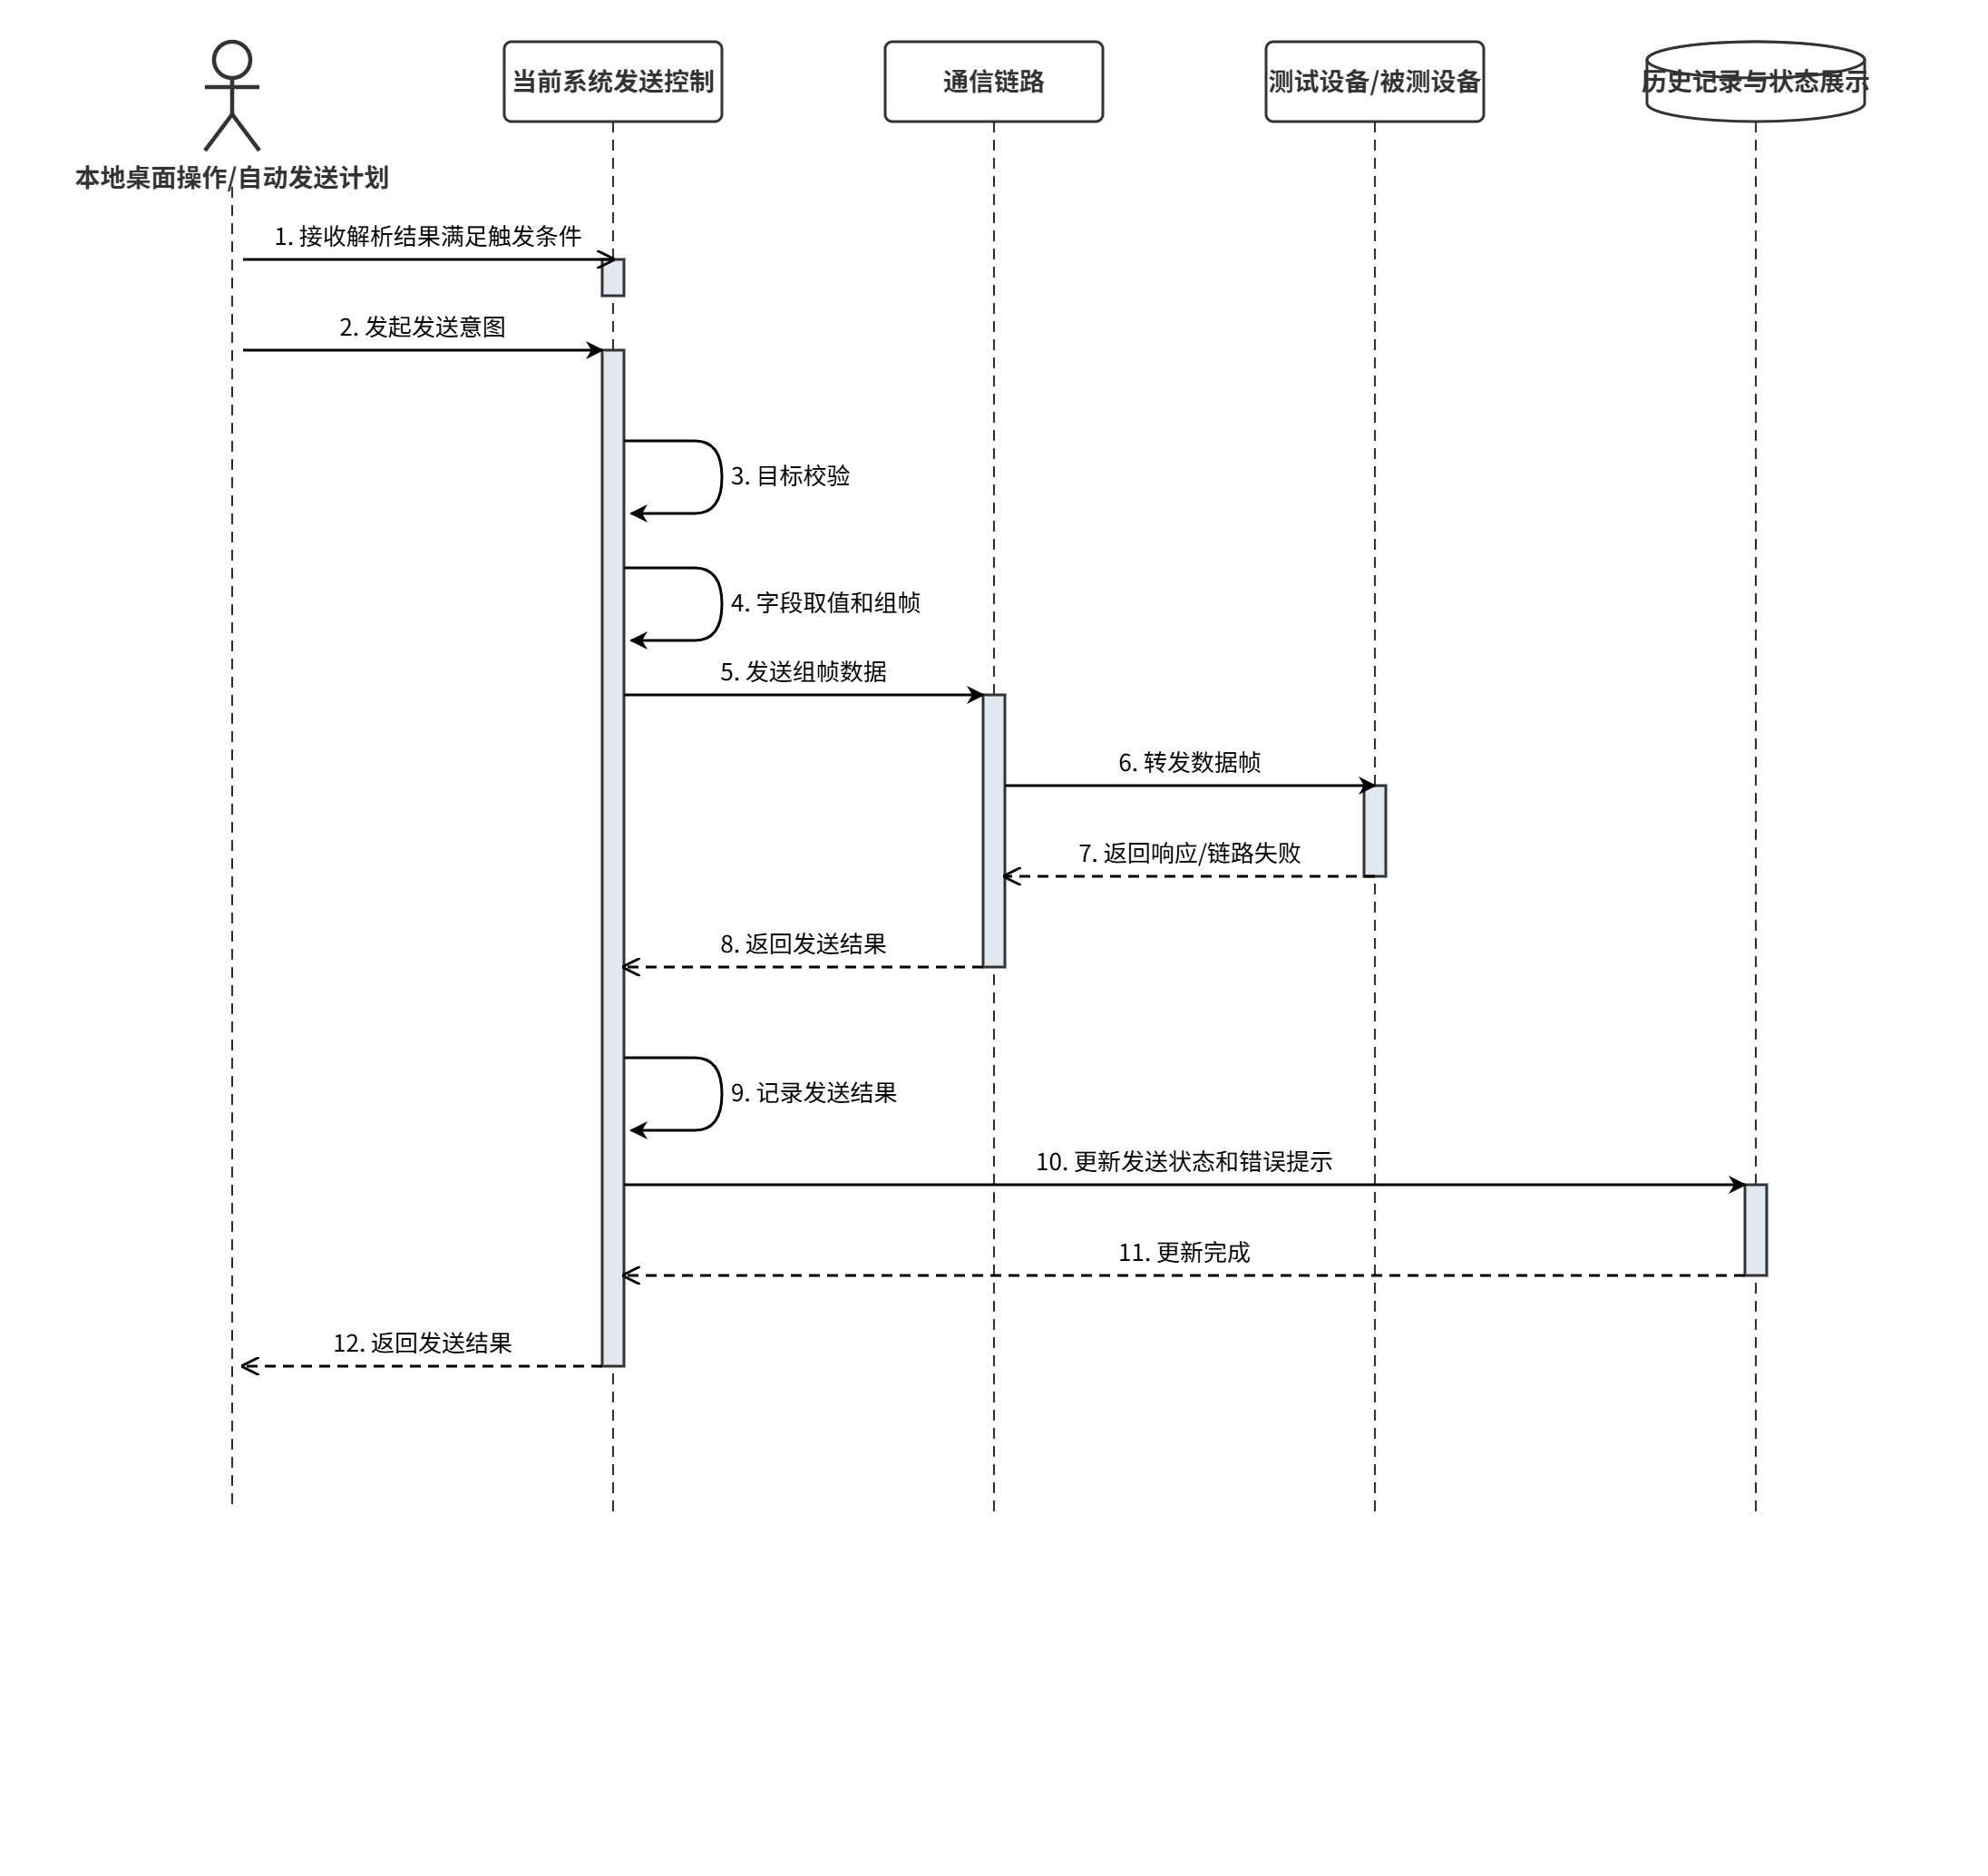 当前系统发送控制
通信链路
测试设备/被测设备
历史记录与状态展示
本地桌面操作/自动发送计划
1. 接收解析结果满足触发条件
2. 发起发送意图
3. 目标校验
4. 字段取值和组帧
5. 发送组帧数据
6. 转发数据帧
7. 返回响应/链路失败
8. 返回发送结果
9. 记录发送结果
10. 更新发送状态和错误提示
11. 更新完成
12. 返回发送结果